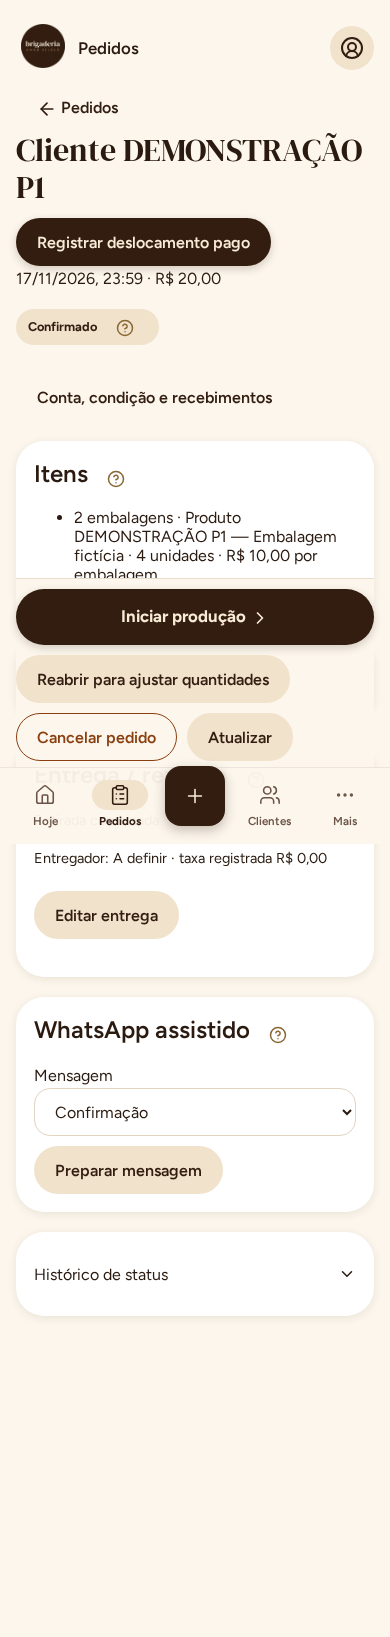 brigaderia
Pedidos
← Pedidos
Cliente DEMONSTRAÇÃO
P1
Registrar deslocamento pago
17/11/2026, 23:59 · R$ 20,00
Confirmado
Conta, condição e recebimentos
Itens
• 2 embalagens · Produto
DEMONSTRAÇÃO P1 — Embalagem
fictícia · 4 unidades · R$ 10,00 por
embalagem
Iniciar produção
Reabrir para ajustar quantidades
Cancelar pedido
Atualizar
Hoje
Pedidos
Clientes
Mais
Entregador: A definir · taxa registrada R$ 0,00
Editar entrega
WhatsApp assistido
Mensagem
Confirmação
Preparar mensagem
Histórico de status